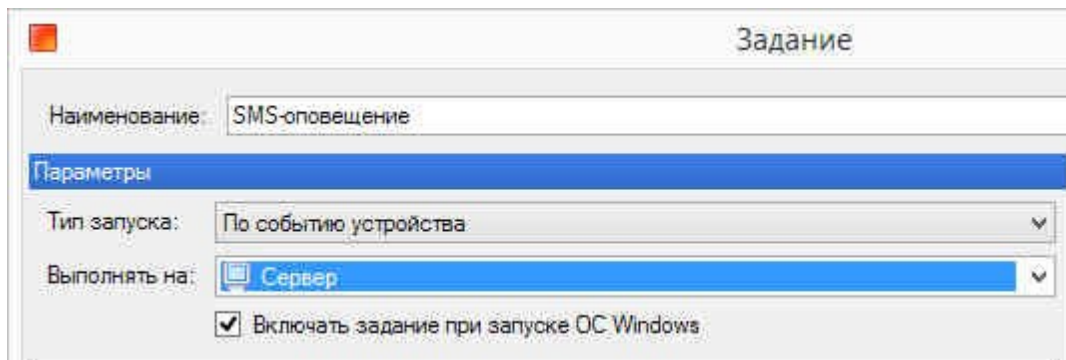 Задание
Наименование: SMS-оповещение
Параметры
Тип запуска: По событию устройства
Выполнять на: Сервер
Включать задание при запуске ОС Windows